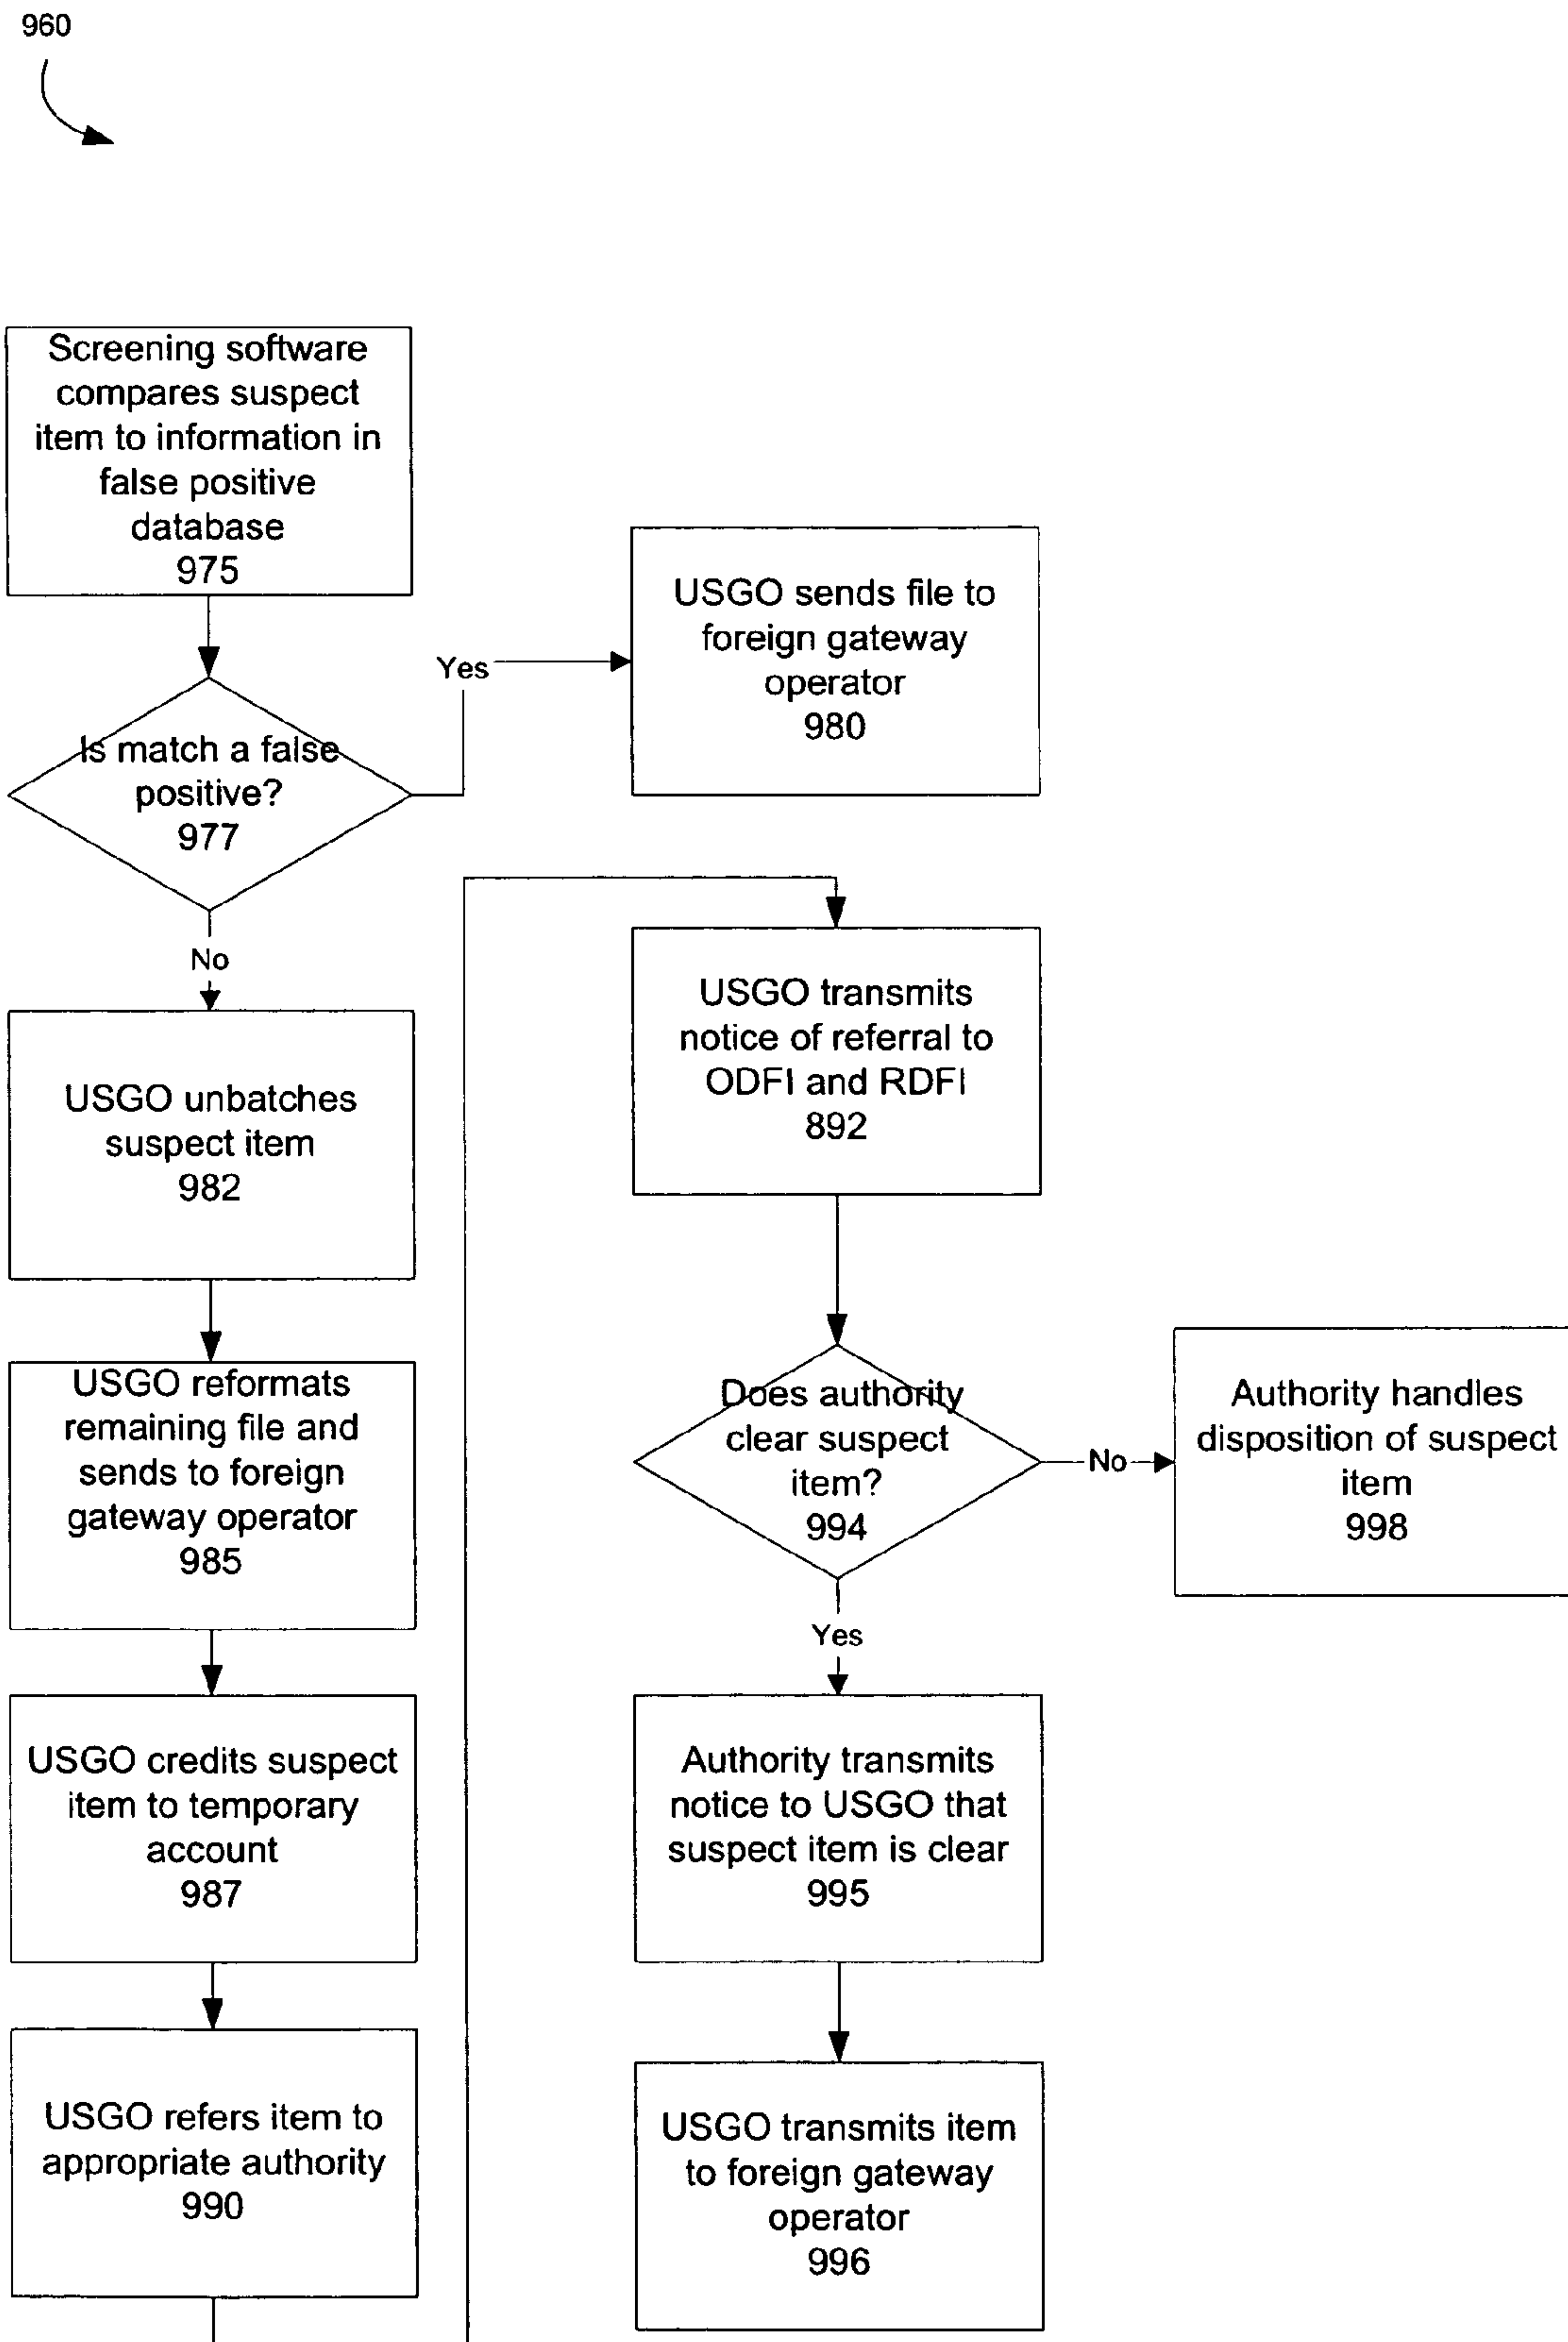 960
Screening software
compares suspect
item to information in
false positive
database
975
Yes
USGO sends file to
foreign gateway
operator
980
Is match a false
positive?
977
No
USGO unbatches
suspect item
982
USGO reformats
remaining file and
sends to foreign
gateway operator
985
USGO credits suspect
item to temporary
account
987
USGO refers item to
appropriate authority
990
USGO transmits
notice of referral to
ODFI and RDFI
892
Does authority
clear suspect
item?
994
No
Authority handles
disposition of suspect
item
998
Yes
Authority transmits
notice to USGO that
suspect item is clear
995
USGO transmits item
to foreign gateway
operator
996